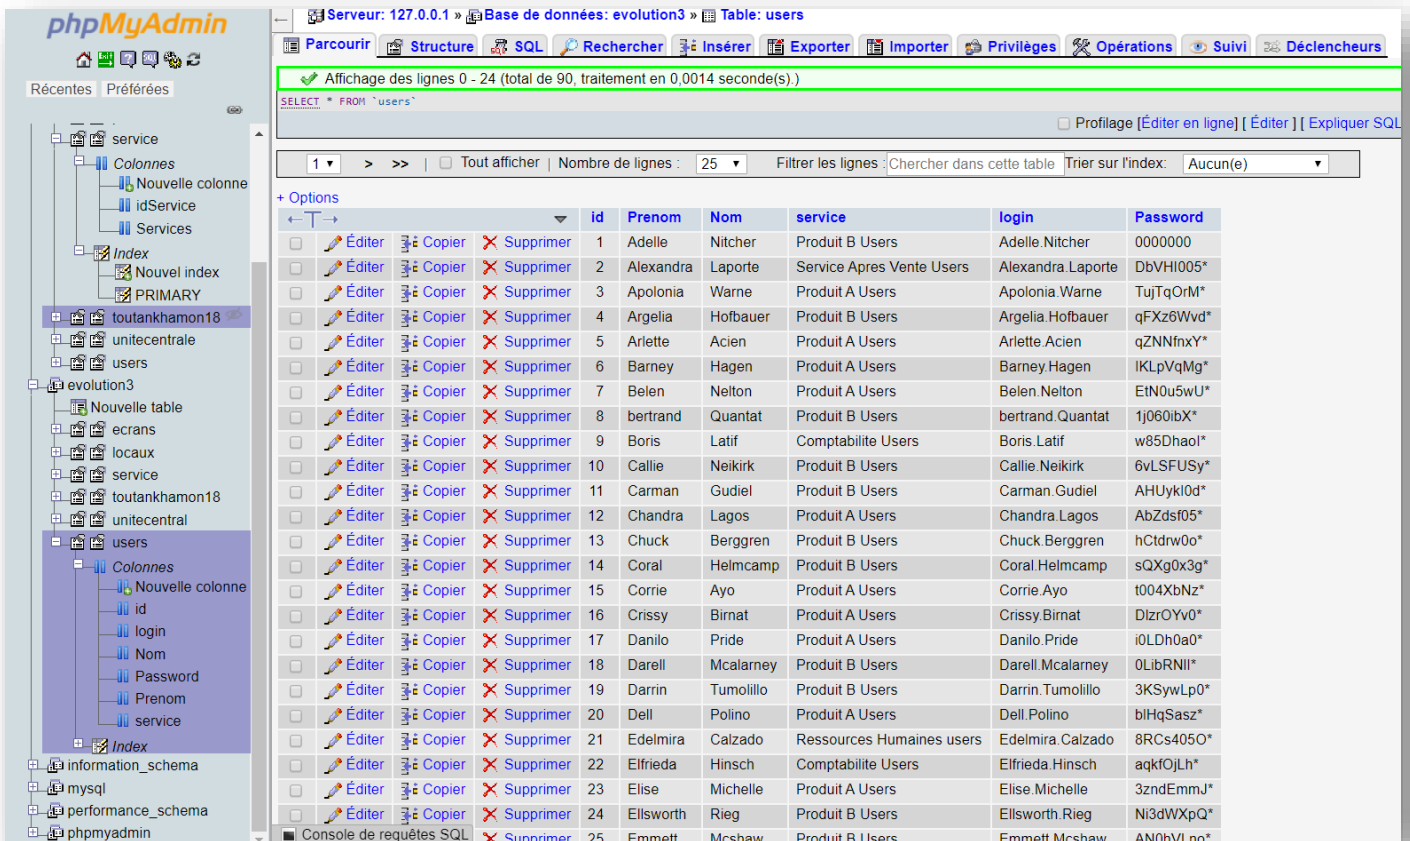 phpMyAdmin
Récentes Préférées
service
Colonnes
Nouvelle colonne
idService
Services
Index
Nouvel index
PRIMARY
toutankhamon18
unitecentrale
users
evolution3
Nouvelle table
ecrans
locaux
service
toutankhamon18
unitecentral
users
Colonnes
Nouvelle colonne
id
login
Nom
Password
Prenom
service
Index
information_schema
mysql
performance_schema
phpmyadmin
Serveur: 127.0.0.1 » Base de données: evolution3 » Table: users
Parcourir Structure SQL Rechercher Insérer Exporter Importer Privilèges Opérations Suivi Déclencheurs
Affichage des lignes 0 - 24 (total de 90, traitement en 0,0014 seconde(s).)
SELECT * FROM `users`
Profilage [Éditer en ligne] [ Éditer ] [ Expliquer SQL
1 > >> | Tout afficher | Nombre de lignes : 25 Filtrer les lignes : Chercher dans cette table Trier sur l'index: Aucun(e)
+ Options
id Prenom Nom service login Password
Éditer Copier Supprimer 1 Adelle Nitcher Produit B Users Adelle.Nitcher 0000000
Éditer Copier Supprimer 2 Alexandra Laporte Service Apres Vente Users Alexandra.Laporte DbVHI005*
Éditer Copier Supprimer 3 Apolonia Warne Produit A Users Apolonia.Warne TujTqOrM*
Éditer Copier Supprimer 4 Argelia Hofbauer Produit B Users Argelia.Hofbauer qFXz6Wvd*
Éditer Copier Supprimer 5 Arlette Acien Produit A Users Arlette.Acien qZNNfnxY*
Éditer Copier Supprimer 6 Barney Hagen Produit A Users Barney.Hagen IKLpVqMg*
Éditer Copier Supprimer 7 Belen Nelton Produit A Users Belen.Nelton EtN0u5wU*
Éditer Copier Supprimer 8 bertrand Quantat Produit B Users bertrand.Quantat 1j060ibX*
Éditer Copier Supprimer 9 Boris Latif Comptabilite Users Boris.Latif w85Dhaol*
Éditer Copier Supprimer 10 Callie Neikirk Produit B Users Callie.Neikirk 6vLSFUSy*
Éditer Copier Supprimer 11 Carman Gudiel Produit B Users Carman.Gudiel AHUykI0d*
Éditer Copier Supprimer 12 Chandra Lagos Produit A Users Chandra.Lagos AbZdsf05*
Éditer Copier Supprimer 13 Chuck Berggren Produit B Users Chuck.Berggren hCtdrw0o*
Éditer Copier Supprimer 14 Coral Helmcamp Produit B Users Coral.Helmcamp sQXg0x3g*
Éditer Copier Supprimer 15 Corrie Ayo Produit A Users Corrie.Ayo t004XbNz*
Éditer Copier Supprimer 16 Crissy Birnat Produit A Users Crissy.Birnat DlzrOYv0*
Éditer Copier Supprimer 17 Danilo Pride Produit A Users Danilo.Pride i0LDh0a0*
Éditer Copier Supprimer 18 Darell Mcalarney Produit B Users Darell.Mcalarney 0LibRNIl*
Éditer Copier Supprimer 19 Darrin Tumolillo Produit B Users Darrin.Tumolillo 3KSywLp0*
Éditer Copier Supprimer 20 Dell Polino Produit A Users Dell.Polino blHqSasz*
Éditer Copier Supprimer 21 Edelmira Calzado Ressources Humaines users Edelmira.Calzado 8RCs405O*
Éditer Copier Supprimer 22 Elfrieda Hinsch Comptabilite Users Elfrieda.Hinsch aqkfOjLh*
Éditer Copier Supprimer 23 Elise Michelle Produit A Users Elise.Michelle 3zndEmmJ*
Éditer Copier Supprimer 24 Ellsworth Rieg Produit B Users Ellsworth.Rieg Ni3dWXpQ*
Console de requêtes SQL Supprimer 25 Emmett Mcshaw Produit B Users Emmett.Mcshaw